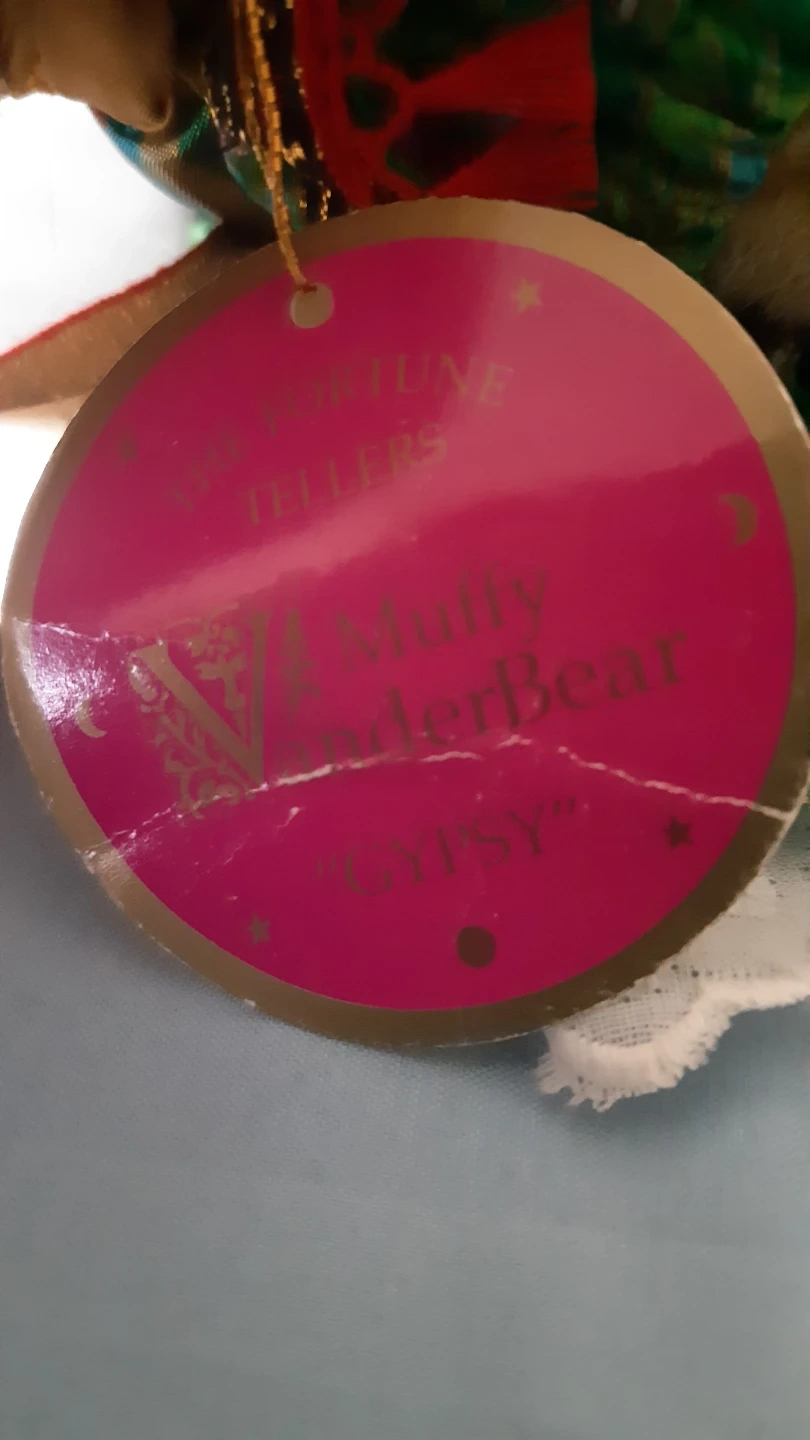 THE FORTUNE
TELLERS
Muffy
VanderBear
"GYPSY"